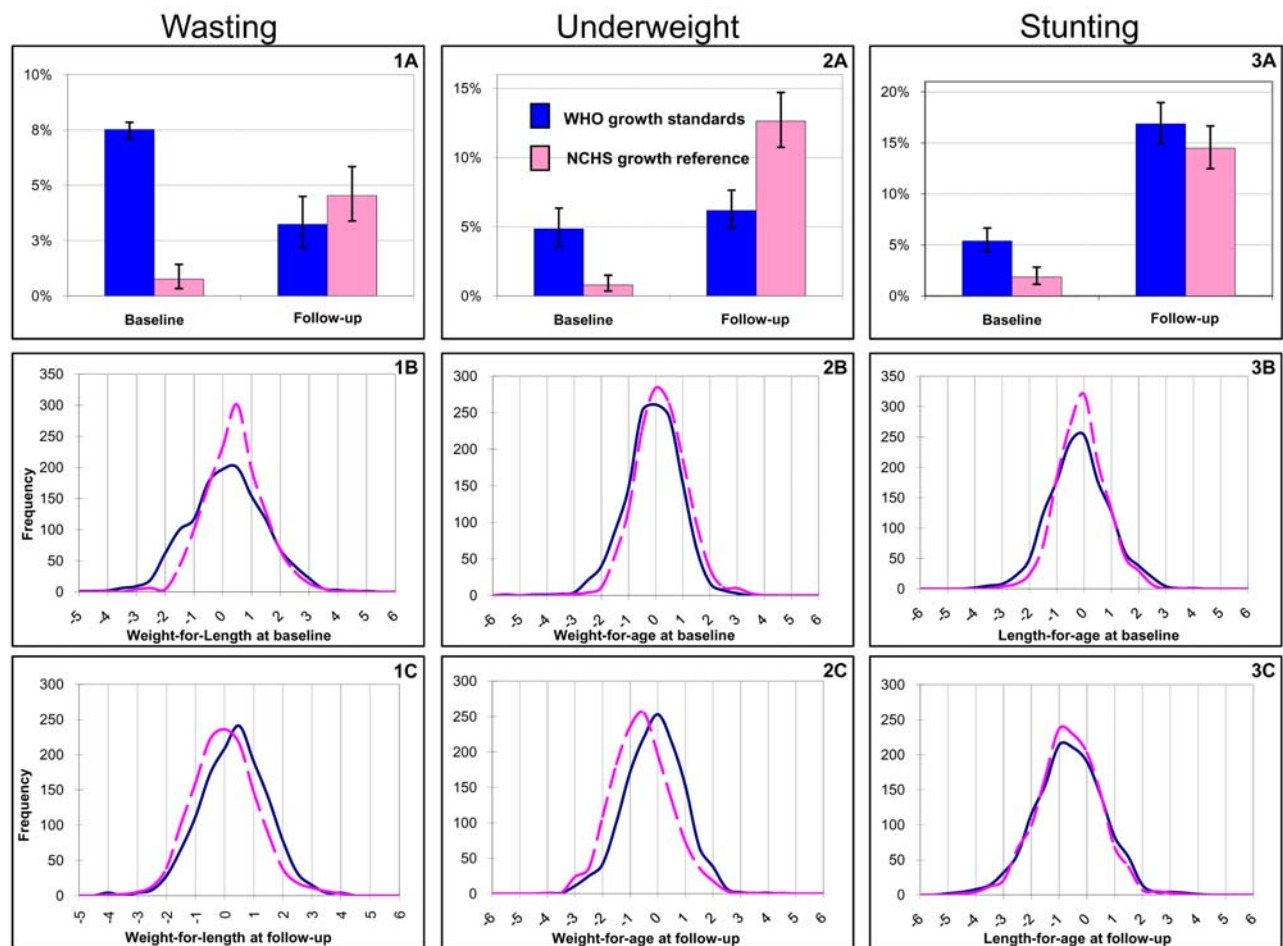 Wasting
Underweight
Stunting
1A
10%
8%
5%
3%
0%
Baseline
Follow-up
2A
15%
10%
5%
0%
WHO growth standards
NCHS growth reference
Baseline
Follow-up
3A
20%
15%
10%
5%
0%
Baseline
Follow-up
1B
Frequency
350
300
250
200
150
100
50
0
-5 -4 -3 -2 -1 0 1 2 3 4 5 6
Weight-for-Length at baseline
2B
300
250
200
150
100
50
0
-6 -5 -4 -3 -2 -1 0 1 2 3 4 5 6
Weight-for-age at baseline
3B
350
300
250
200
150
100
50
0
-6 -5 -4 -3 -2 -1 0 1 2 3 4 5 6
Length-for-age at baseline
1C
Frequency
300
250
200
150
100
50
0
-5 -4 -3 -2 -1 0 1 2 3 4 5 6
Weight-for-length at follow-up
2C
300
250
200
150
100
50
0
-6 -5 -4 -3 -2 -1 0 1 2 3 4 5 6
Weight-for-age at follow-up
3C
300
250
200
150
100
50
0
-6 -5 -4 -3 -2 -1 0 1 2 3 4 5 6
Length-for-age at follow-up